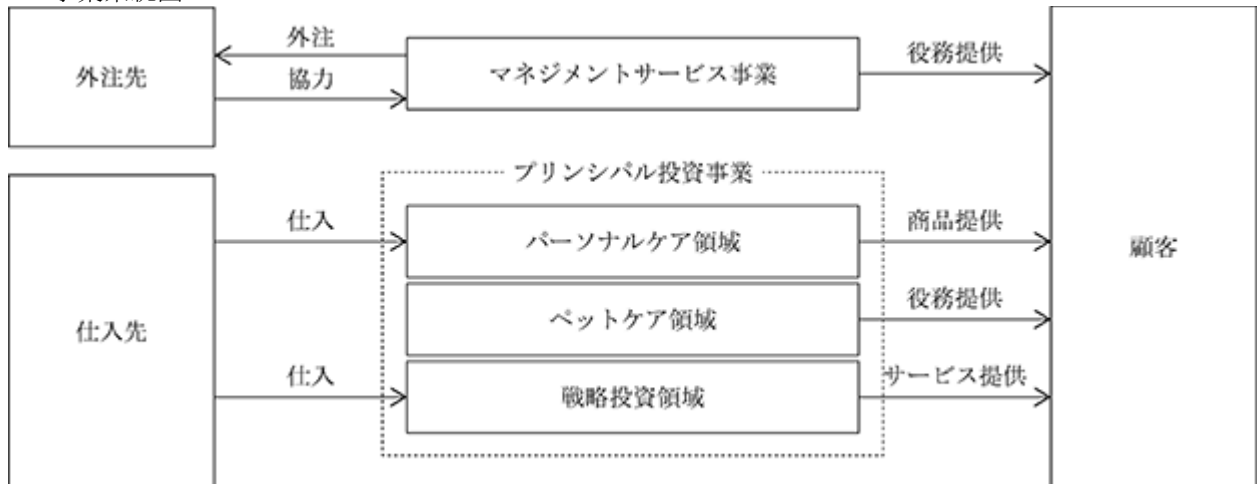 外注先
外注
協力
マネジメントサービス事業
役務提供
プリンシパル投資事業
仕入先
仕入
パーソナルケア領域
商品提供
顧客
ペットケア領域
役務提供
仕入
戦略投資領域
サービス提供